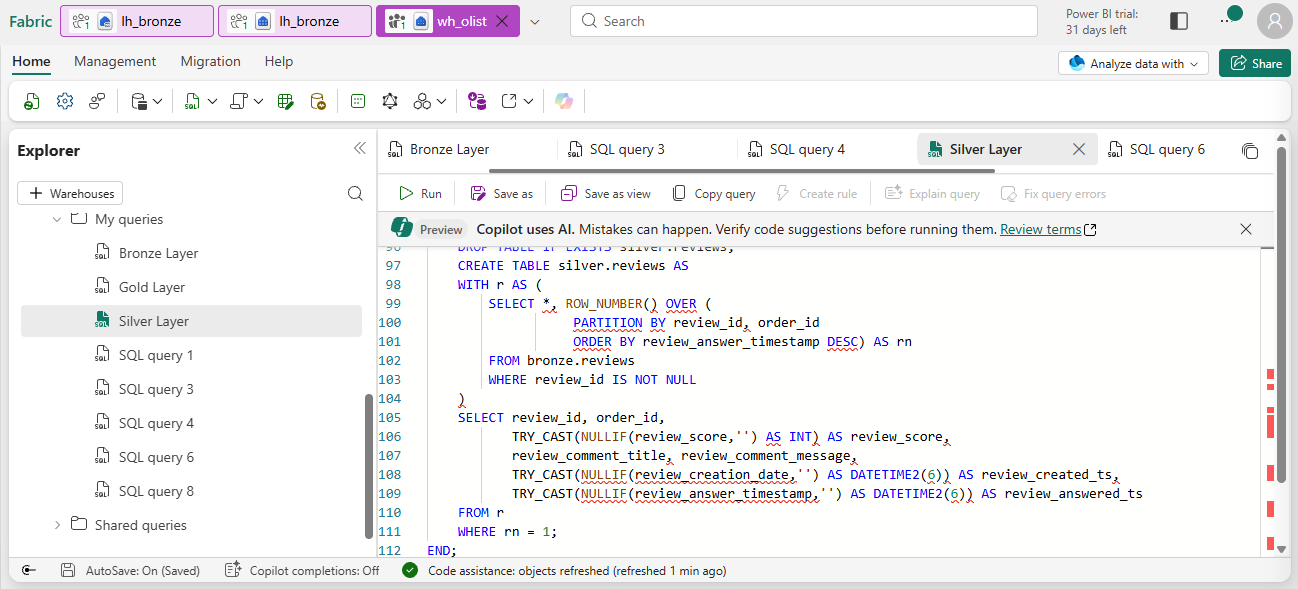 Fabric
lh_bronze
lh_bronze
wh_olist
Search
Power BI trial:
31 days left
Home Management Migration Help
Analyze data with
Share
Explorer
Warehouses
My queries
Bronze Layer
Gold Layer
Silver Layer
SQL query 1
SQL query 3
SQL query 4
SQL query 6
SQL query 8
Shared queries
Bronze Layer SQL query 3 SQL query 4 Silver Layer SQL query 6
Run Save as Save as view Copy query Create rule Explain query Fix query errors
Preview Copilot uses AI. Mistakes can happen. Verify code suggestions before running them. Review terms
96 DROP TABLE IF EXISTS silver.reviews;
97 CREATE TABLE silver.reviews AS
98 WITH r AS (
99 SELECT *, ROW_NUMBER() OVER (
100 PARTITION BY review_id, order_id
101 ORDER BY review_answer_timestamp DESC) AS rn
102 FROM bronze.reviews
103 WHERE review_id IS NOT NULL
104 )
105 SELECT review_id, order_id,
106 TRY_CAST(NULLIF(review_score,'') AS INT) AS review_score,
107 review_comment_title, review_comment_message,
108 TRY_CAST(NULLIF(review_creation_date,'') AS DATETIME2(6)) AS review_created_ts,
109 TRY_CAST(NULLIF(review_answer_timestamp,'') AS DATETIME2(6)) AS review_answered_ts
110 FROM r
111 WHERE rn = 1;
112 END;
AutoSave: On (Saved) Copilot completions: Off Code assistance: objects refreshed (refreshed 1 min ago)